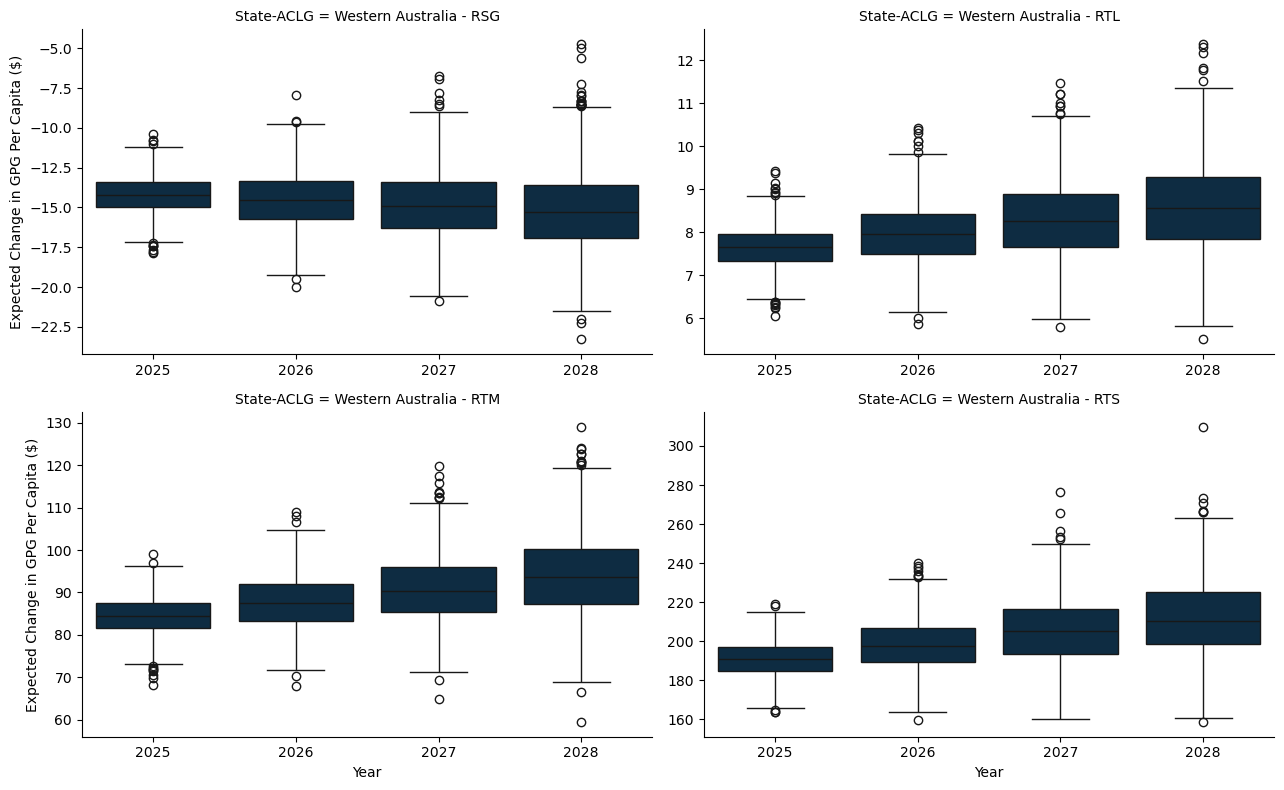 State-ACLG = Western Australia - RSG
Expected Change in GPG Per Capita ($)
−5.0
−7.5
−10.0
−12.5
−15.0
−17.5
−20.0
−22.5
2025 2026 2027 2028
State-ACLG = Western Australia - RTL
12
11
10
9
8
7
6
2025 2026 2027 2028
State-ACLG = Western Australia - RTM
Expected Change in GPG Per Capita ($)
130
120
110
100
90
80
70
60
2025 2026 2027 2028
Year
State-ACLG = Western Australia - RTS
300
280
260
240
220
200
180
160
2025 2026 2027 2028
Year